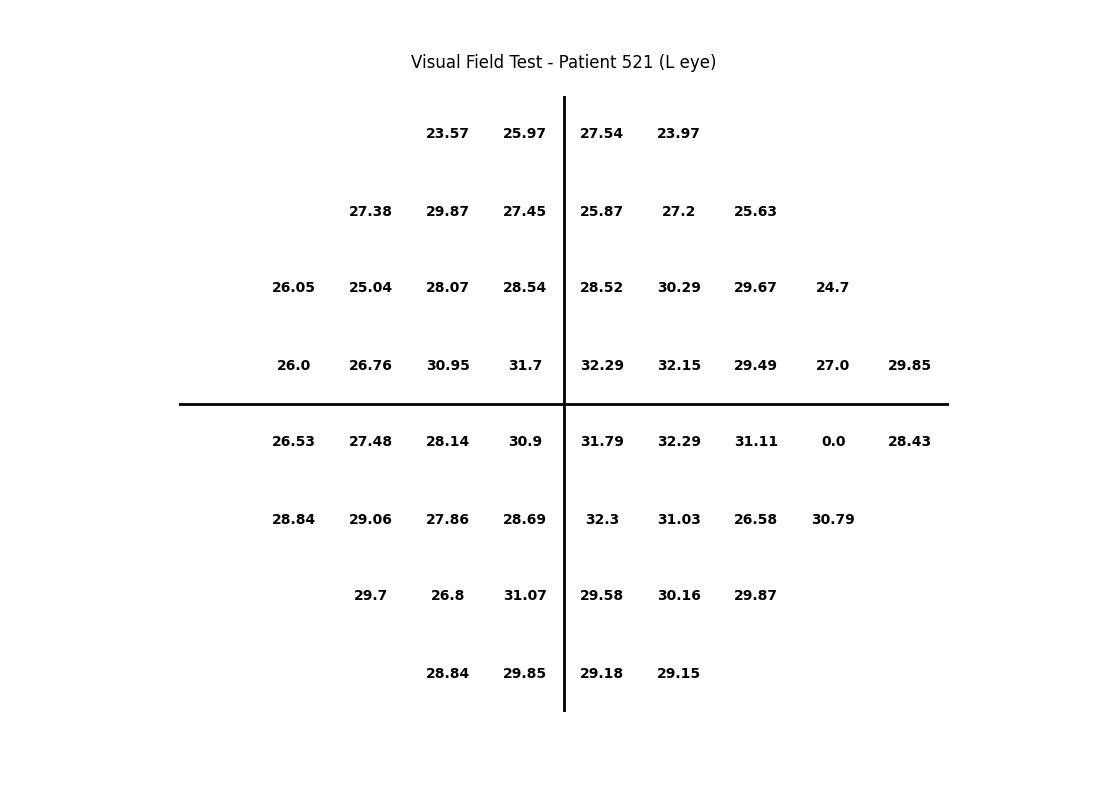 Visual Field Test - Patient 521 (L eye)
23.57 25.97 27.54 23.97
27.38 29.87 27.45 25.87 27.2 25.63
26.05 25.04 28.07 28.54 28.52 30.29 29.67 24.7
26.0 26.76 30.95 31.7 32.29 32.15 29.49 27.0 29.85
26.53 27.48 28.14 30.9 31.79 32.29 31.11 0.0 28.43
28.84 29.06 27.86 28.69 32.3 31.03 26.58 30.79
29.7 26.8 31.07 29.58 30.16 29.87
28.84 29.85 29.18 29.15